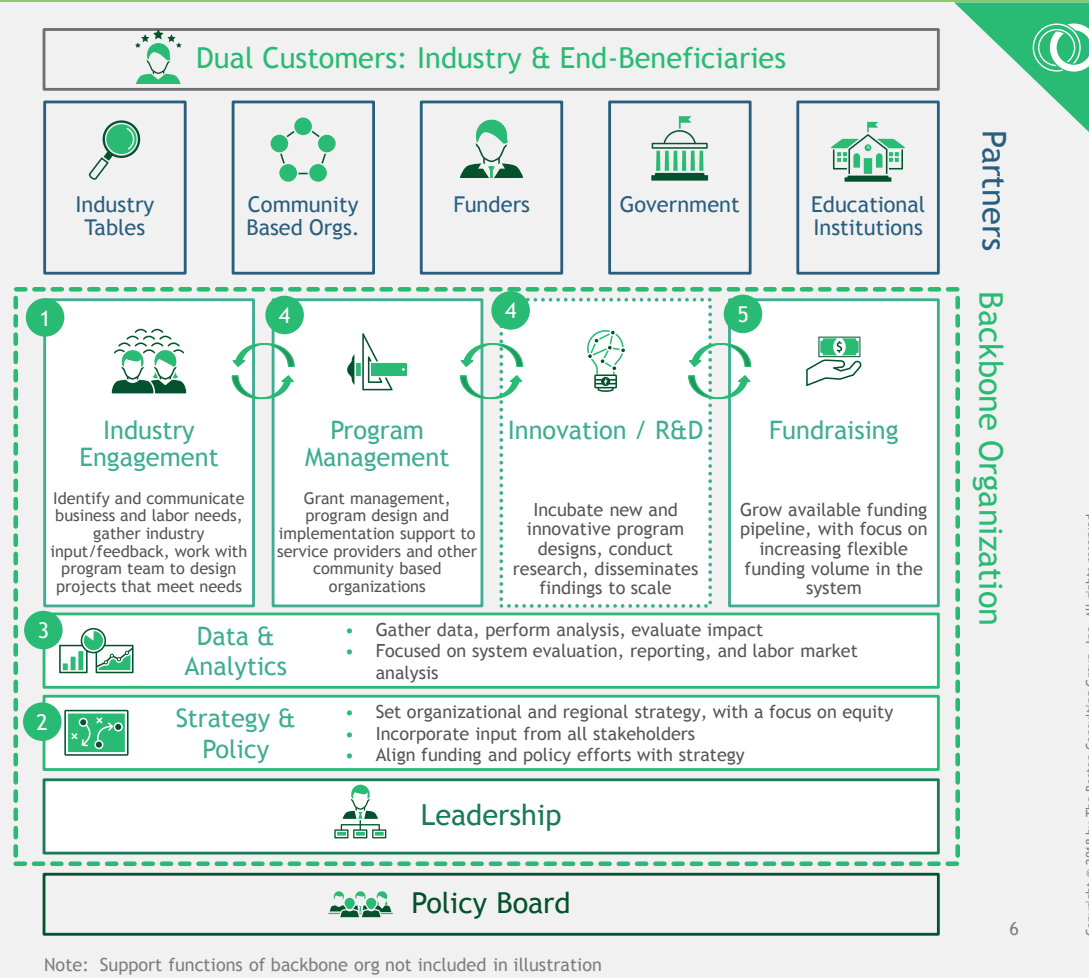 Dual Customers: Industry & End-Beneficiaries
Industry
Tables
Community
Based Orgs.
Funders
Government
Educational
Institutions
Partners
Backbone Organization
1
Industry
Engagement
Identify and communicate
business and labor needs,
gather industry
input/feedback, work with
program team to design
projects that meet needs
4
Program
Management
Grant management,
program design and
implementation support to
service providers and other
community based
organizations
4
Innovation / R&D
Incubate new and
innovative program
designs, conduct
research, disseminates
findings to scale
5
$
Fundraising
Grow available funding
pipeline, with focus on
increasing flexible
funding volume in the
system
3
Data &
Analytics
• Gather data, perform analysis, evaluate impact
• Focused on system evaluation, reporting, and labor market
analysis
2
Strategy &
Policy
• Set organizational and regional strategy, with a focus on equity
• Incorporate input from all stakeholders
• Align funding and policy efforts with strategy
Leadership
Policy Board
6
Note: Support functions of backbone org not included in illustration